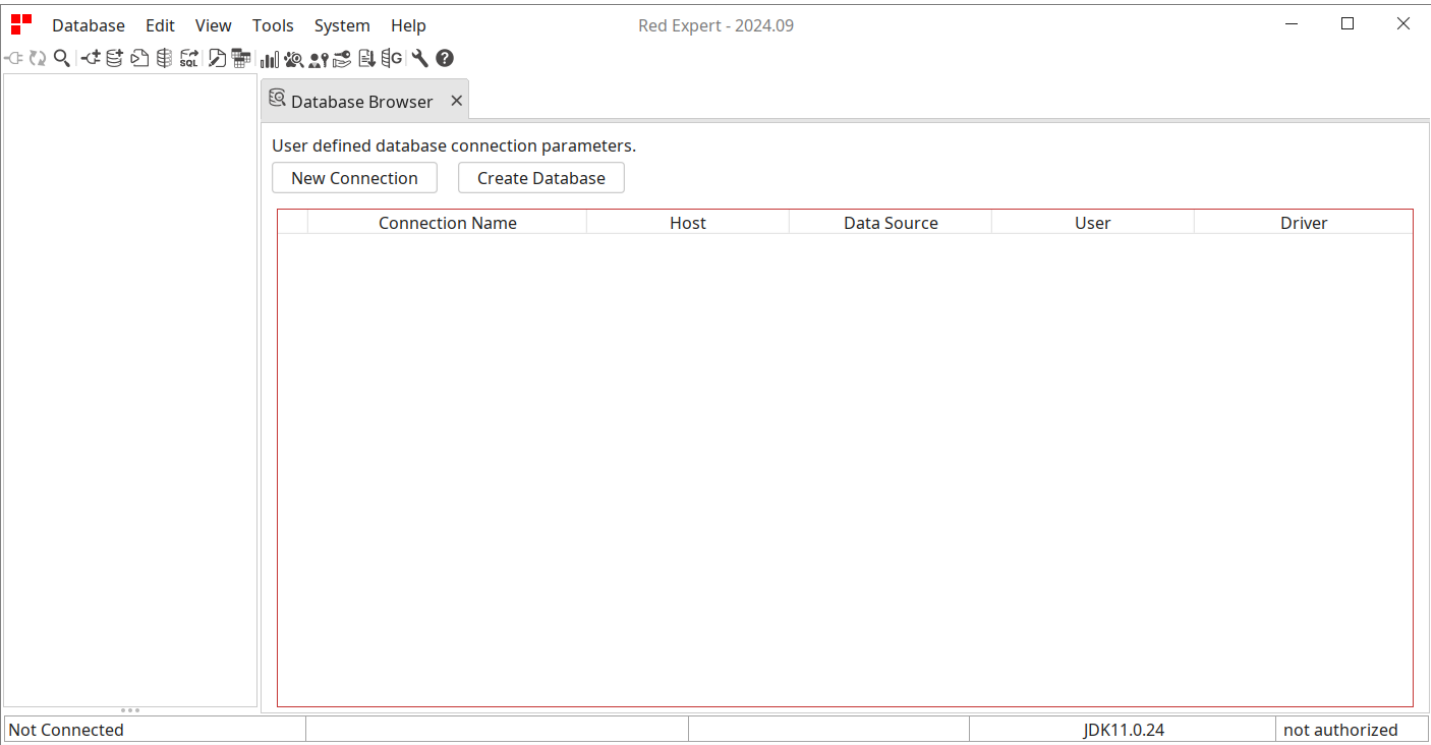 Database Edit View Tools System Help Red Expert - 2024.09
SQL G
Database Browser
User defined database connection parameters.
New Connection Create Database
Connection Name Host Data Source User Driver
Not Connected JDK11.0.24 not authorized